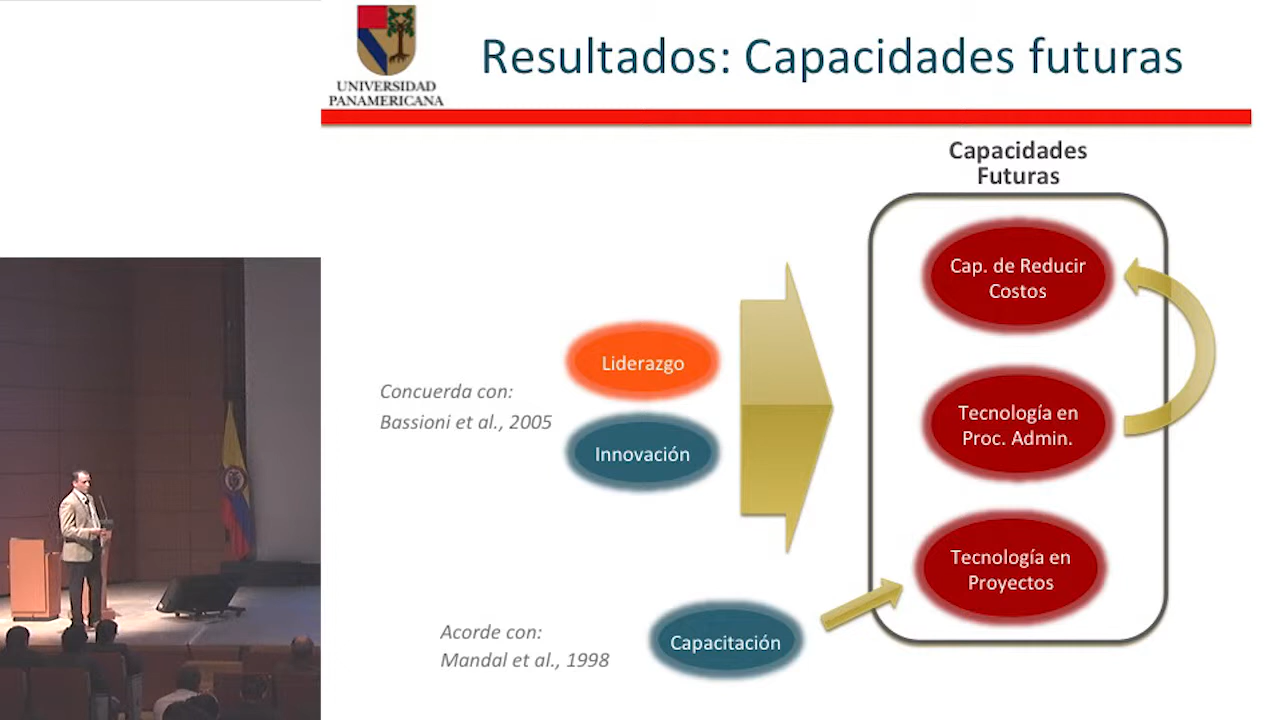 UNIVERSIDAD
PANAMERICANA
Resultados: Capacidades futuras
Capacidades
Futuras
Cap. de Reducir
Costos
Liderazgo
Concuerda con:
Bassioni et al., 2005
Innovación
Tecnología en
Proc. Admin.
Tecnología en
Proyectos
Acorde con:
Mandal et al., 1998
Capacitación